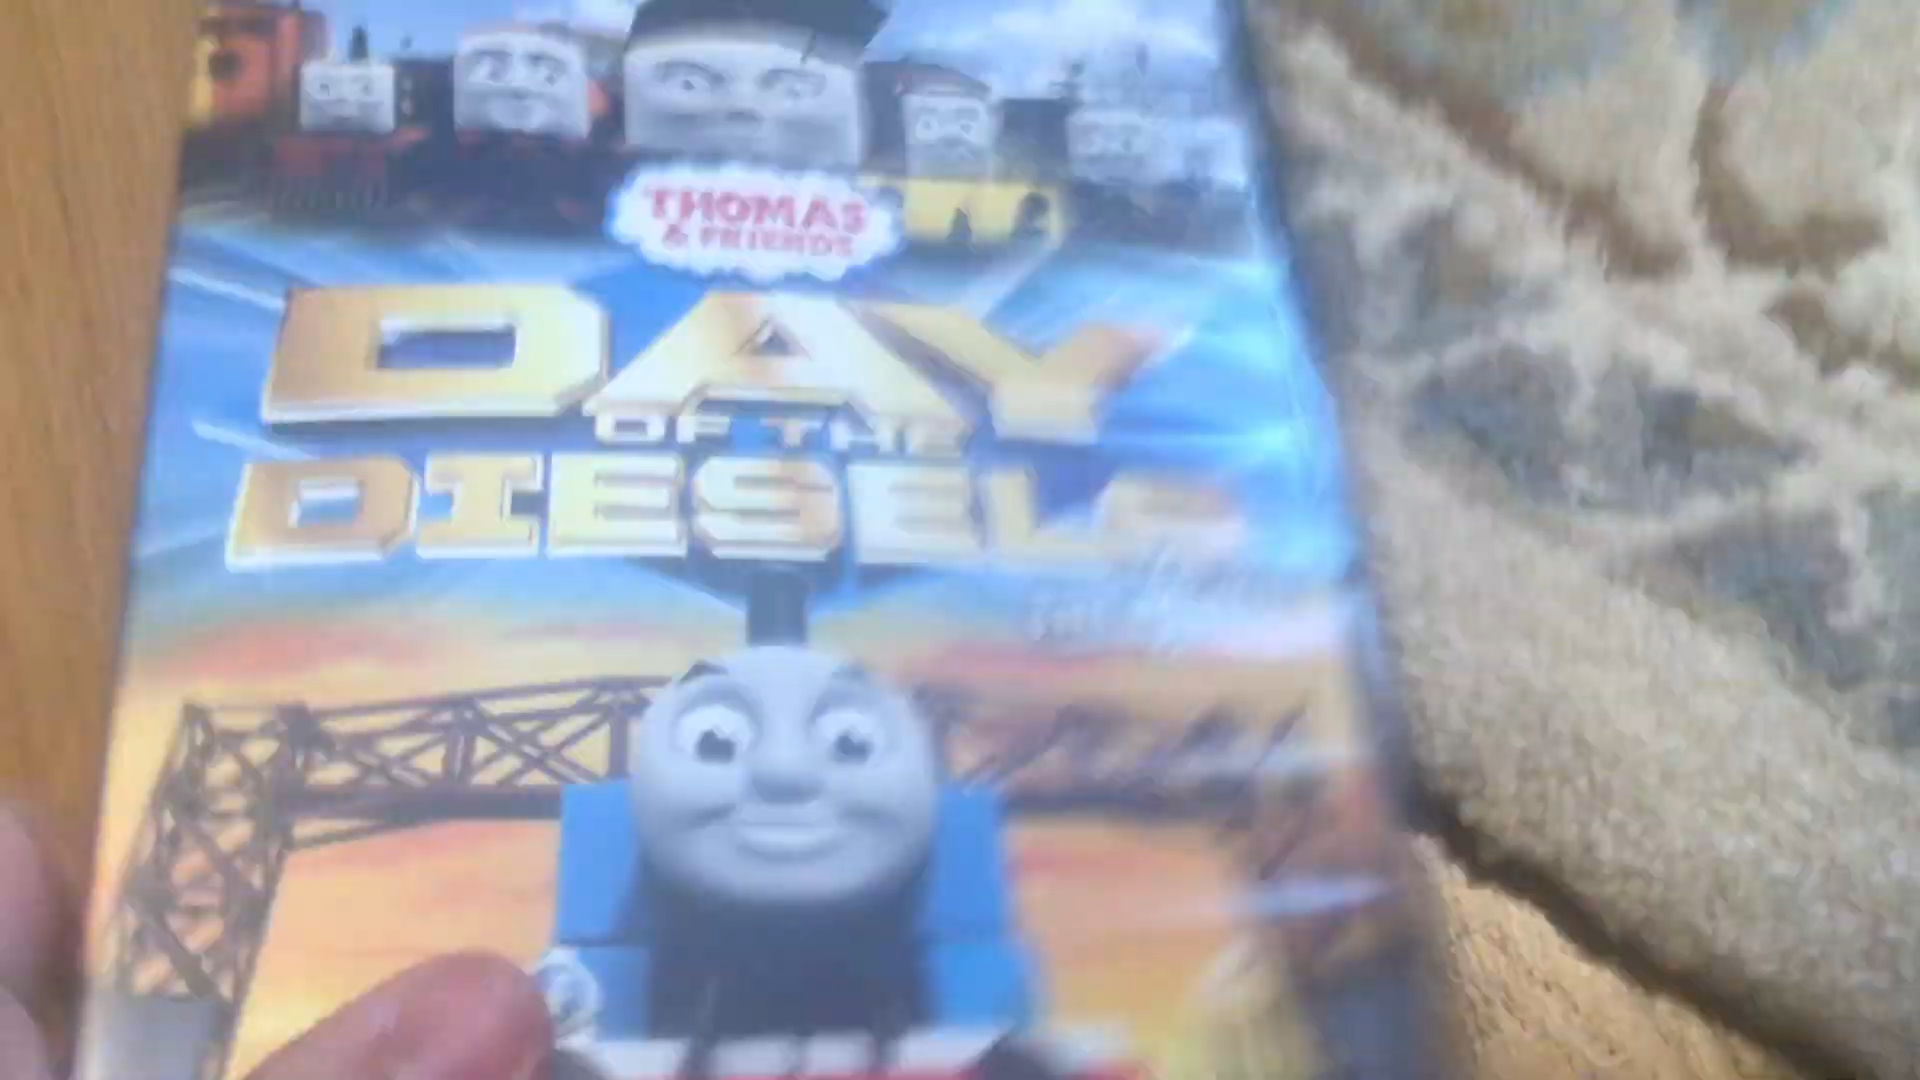 THOMAS
& FRIENDS
DAY
OF THE
DIESELS